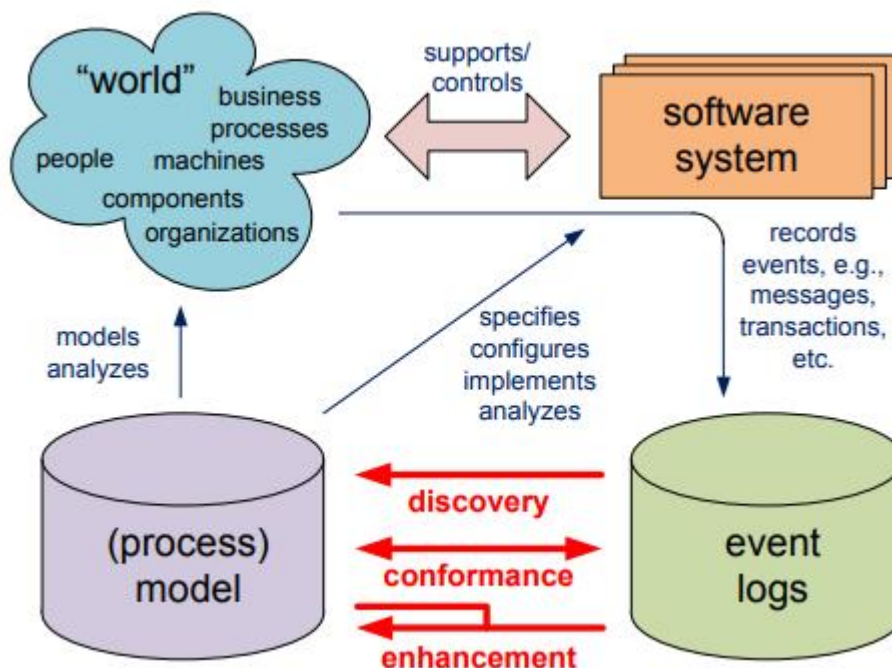 “world”
business
processes
people
machines
components
organizations
supports/
controls
software
system
records
events, e.g.,
messages,
transactions,
etc.
models
analyzes
specifies
configures
implements
analyzes
(process)
model
discovery
conformance
enhancement
event
logs